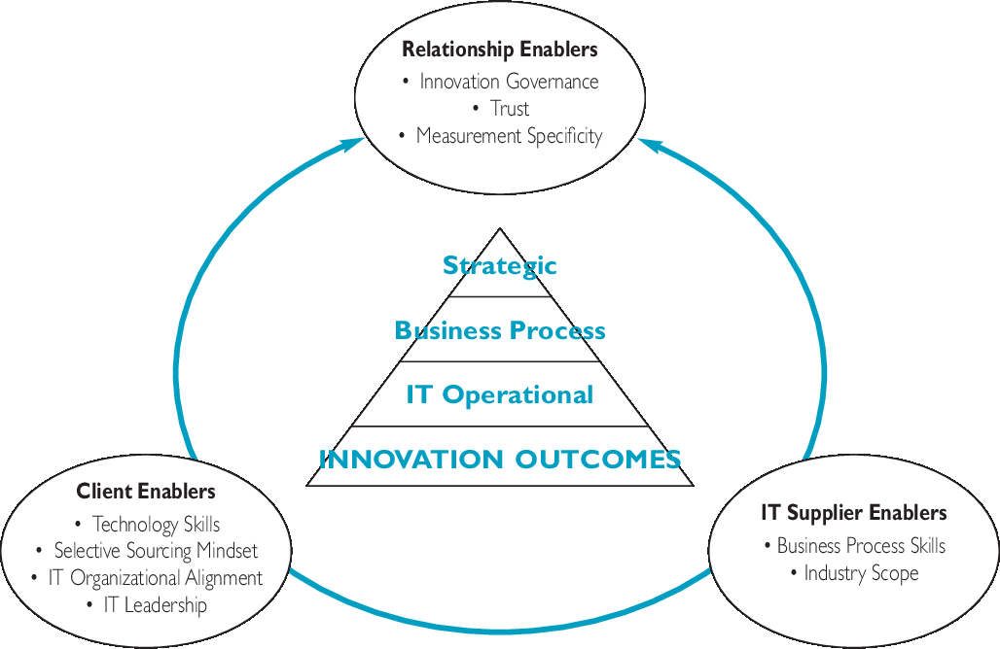 Relationship Enablers
• Innovation Governance
• Trust
• Measurement Specificity
Strategic
Business Process
IT Operational
INNOVATION OUTCOMES
Client Enablers
• Technology Skills
• Selective Sourcing Mindset
• IT Organizational Alignment
• IT Leadership
IT Supplier Enablers
• Business Process Skills
• Industry Scope